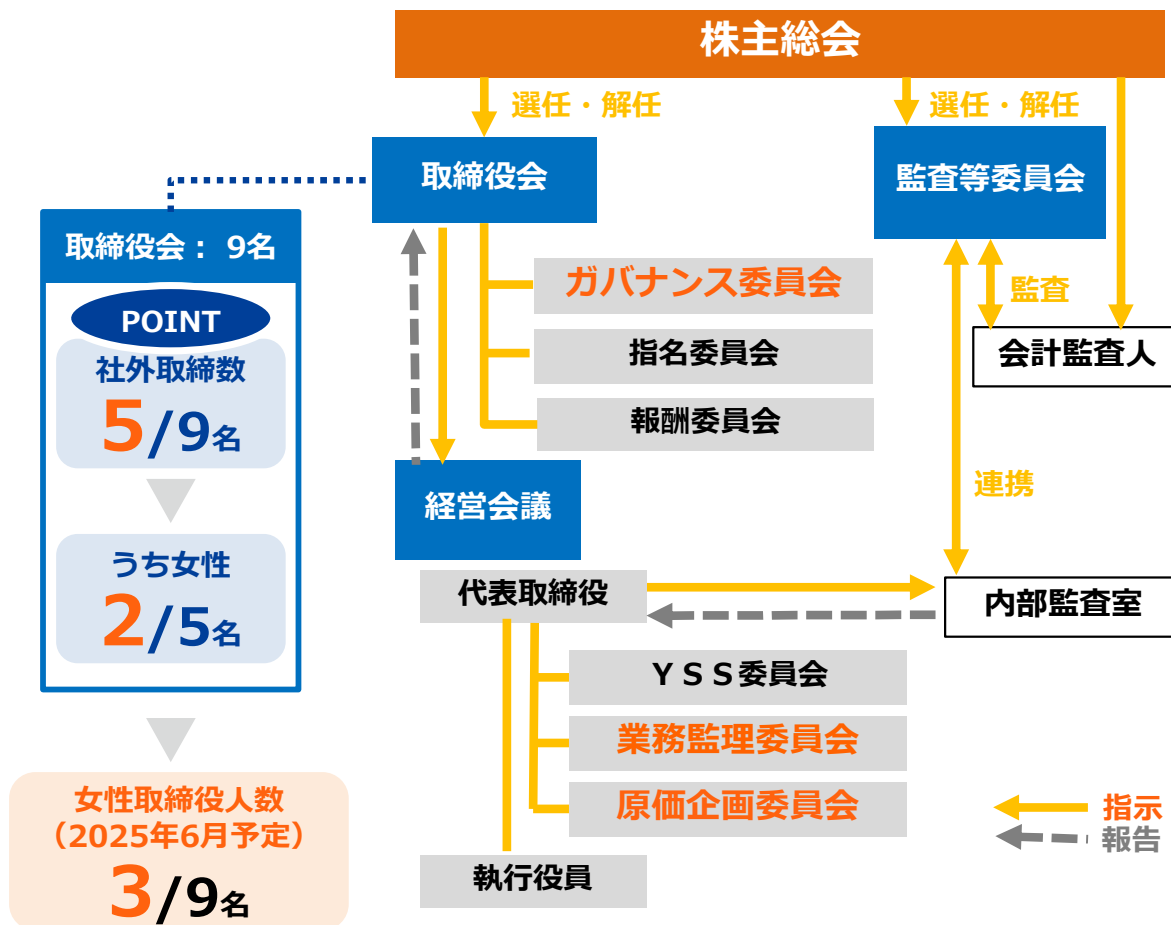 株主総会
選任・解任
選任・解任
取締役会
監査等委員会
取締役会： 9名
POINT
社外取締数
5/9名
うち女性
2/5名
女性取締役人数
（2025年6月予定）
3/9名
ガバナンス委員会
指名委員会
報酬委員会
監査
会計監査人
連携
経営会議
代表取締役
内部監査室
ＹＳＳ委員会
業務監理委員会
原価企画委員会
執行役員
指示
報告